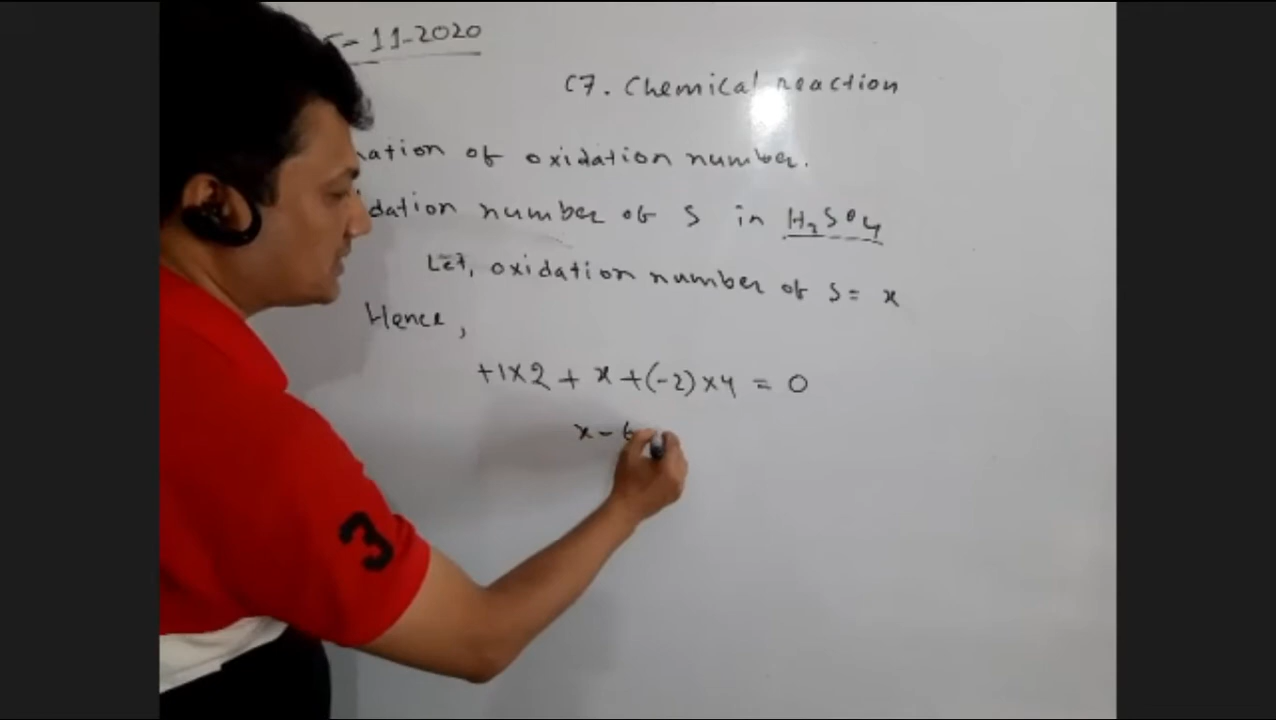 - 11-2020
C7. Chemical reaction
ation of oxidation number.
dation number of S in H₂SO₄
Let, oxidation number of S = x
Hence,
+1×2 + x + (-2) ×4 = 0
x - 6
3